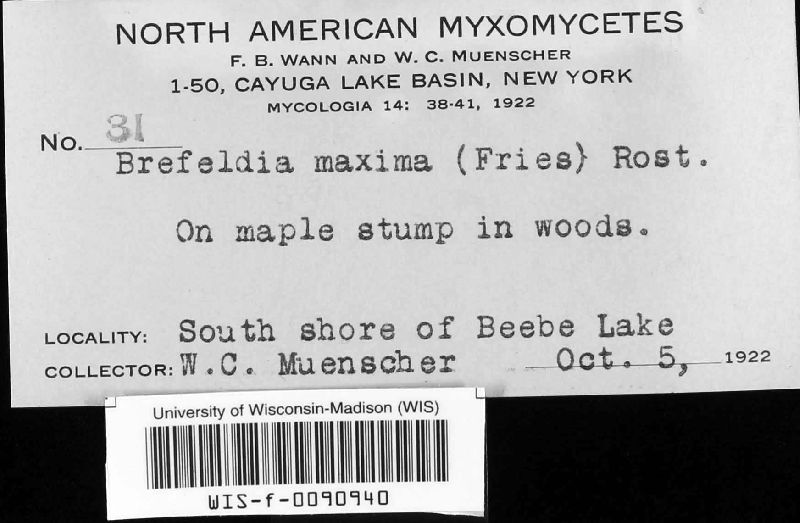 NORTH AMERICAN MYXOMYCETES
F. B. WANN AND W. C. MUENSCHER
1-50, CAYUGA LAKE BASIN, NEW YORK
MYCOLOGIA 14: 38-41, 1922
No. 31
Brefeldia maxima (Fries} Rost.
On maple stump in woods.
LOCALITY: South shore of Beebe Lake
COLLECTOR: W.C. Muenscher Oct. 5, 1922
University of Wisconsin-Madison (WIS)
WIS-f-0090940